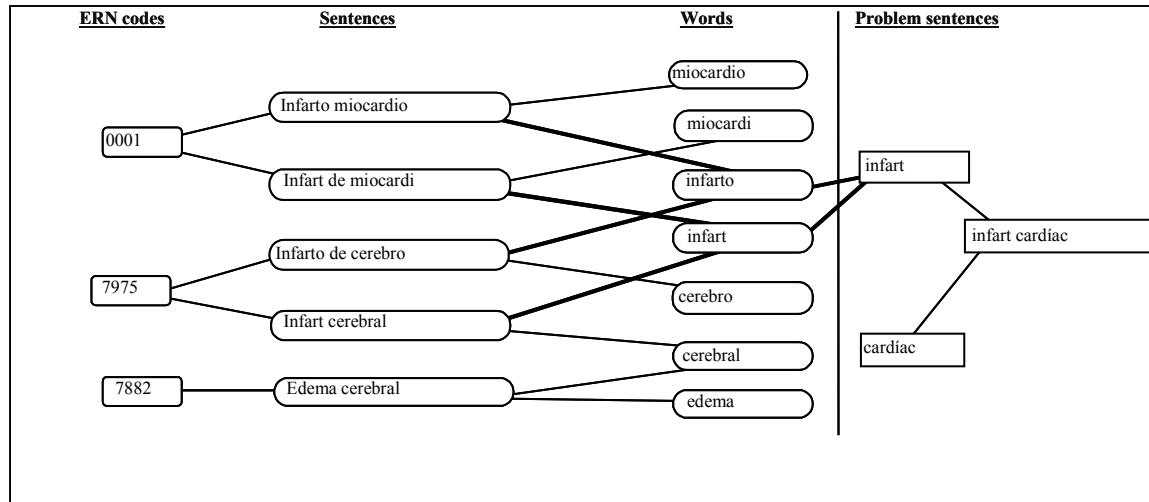 ERN codes
Sentences
Words
Problem sentences
0001
7975
7882
Infarto miocardio
Infart de miocardi
Infarto de cerebro
Infart cerebral
Edema cerebral
miocardio
miocardi
infarto
infart
cerebro
cerebral
edema
infart
cardíac
infart cardíac